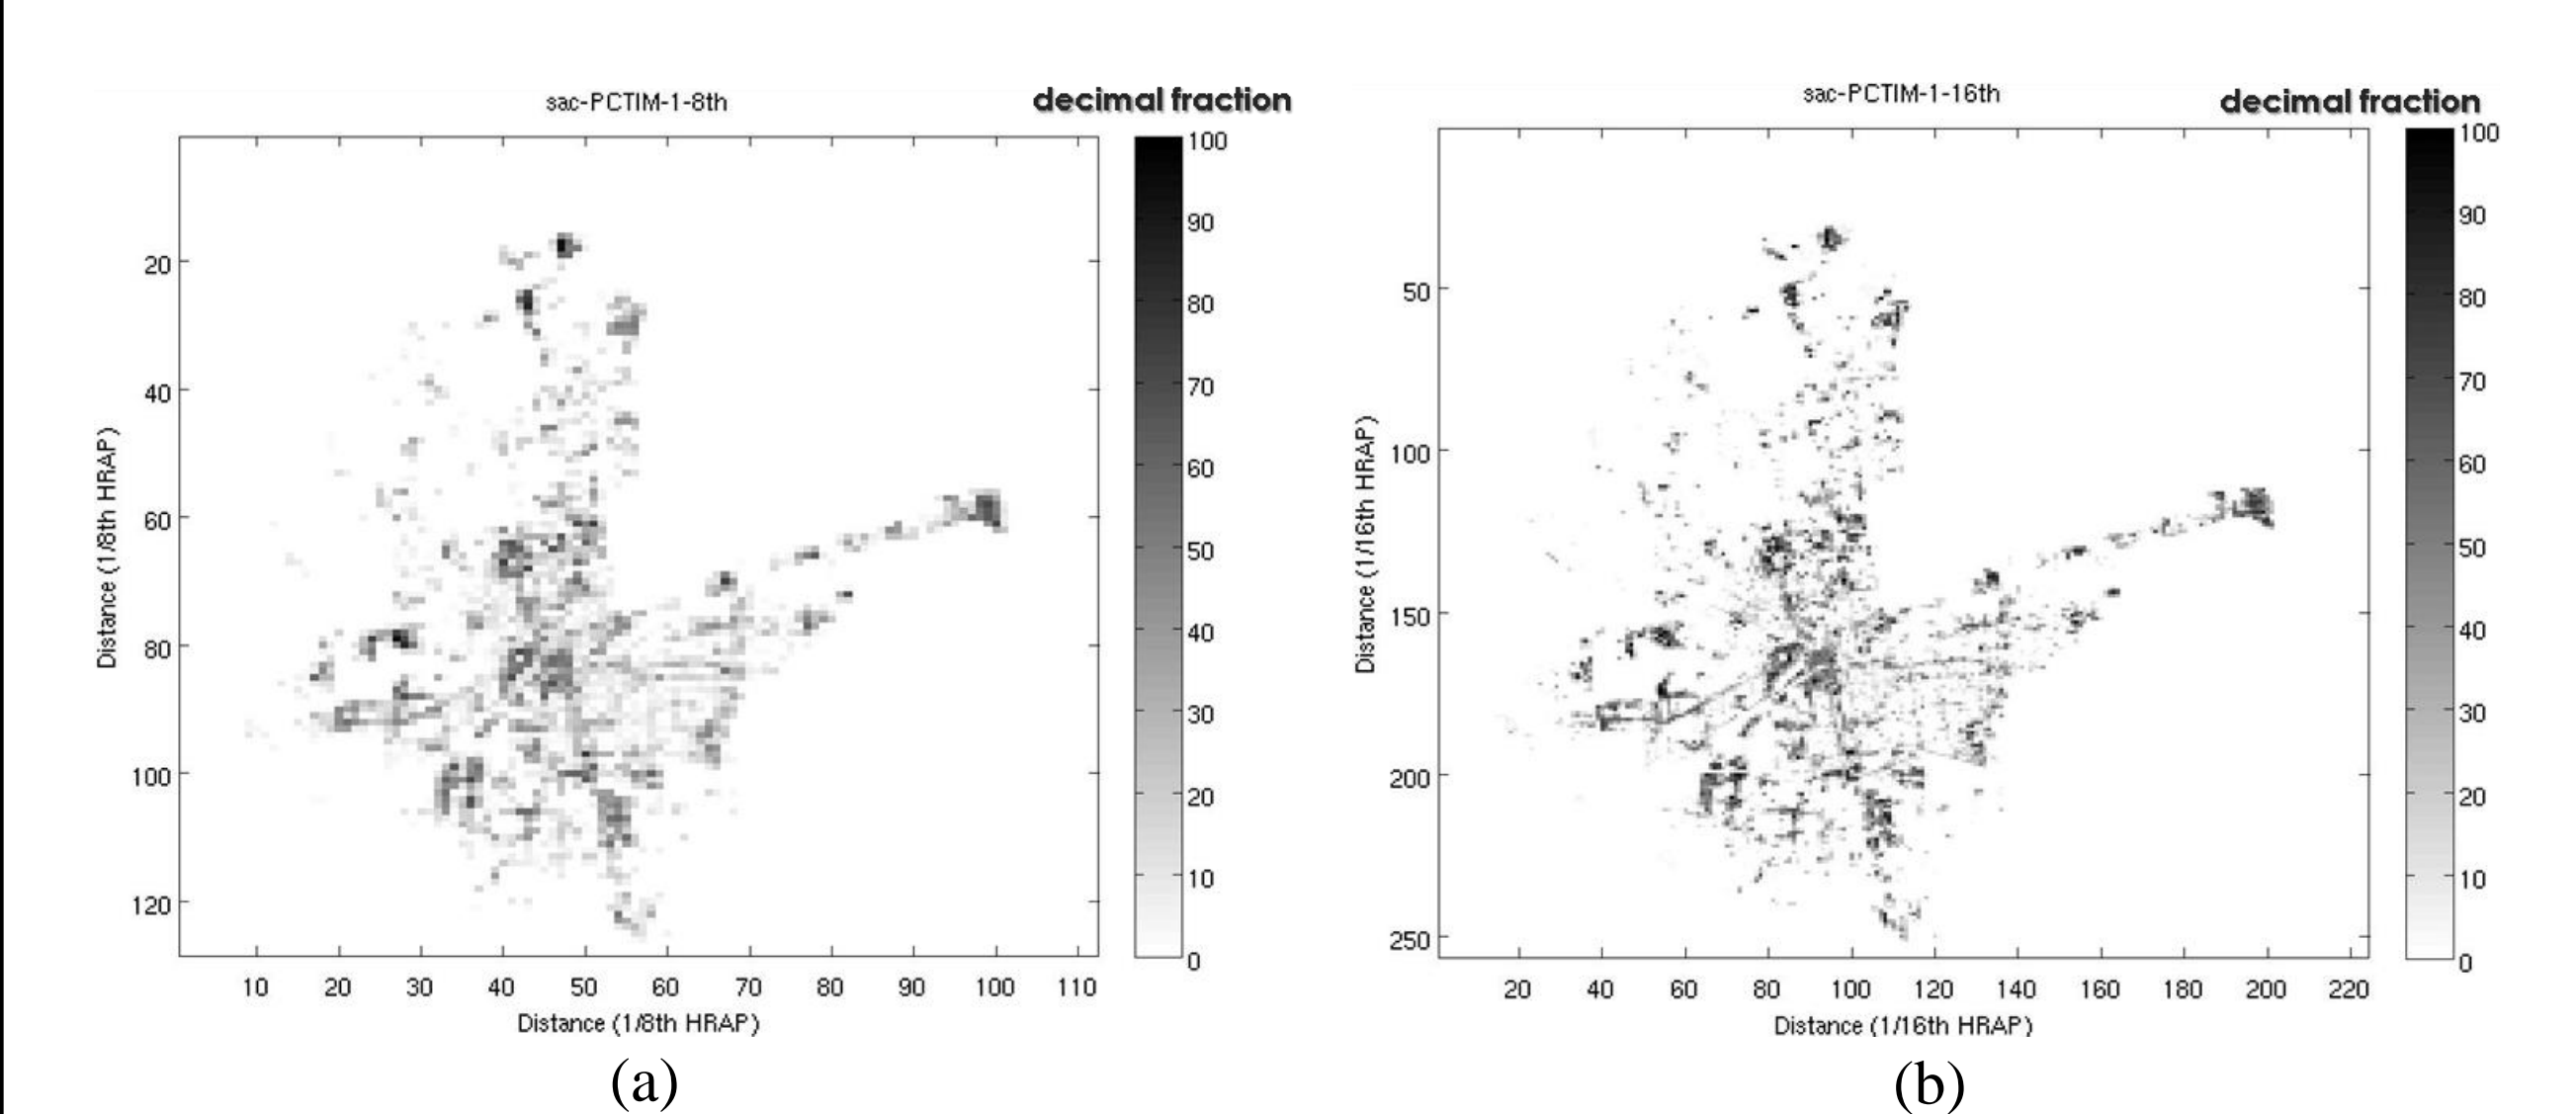 sac-PCTIM-1-8th
decimal fraction
100
90
80
70
60
50
40
30
20
10
0
20
40
60
80
100
120
Distance (1/8th HRAP)
10 20 30 40 50 60 70 80 90 100 110
Distance (1/8th HRAP)
(a)
sac-PCTIM-1-16th
decimal fraction
100
90
80
70
60
50
40
30
20
10
0
50
100
150
200
250
Distance (1/16th HRAP)
20 40 60 80 100 120 140 160 180 200 220
Distance (1/16th HRAP)
(b)